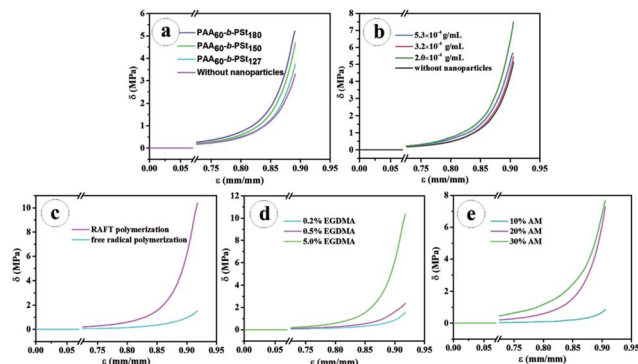 a
PAA60-b-PSt180
PAA60-b-PSt150
PAA60-b-PSt127
Without nanoparticles
δ (MPa)
6
5
4
3
2
1
0
0.00 0.05 0.80 0.85 0.90 0.95
ε (mm/mm)
b
5.3×10⁻⁴ g/mL
3.2×10⁻⁴ g/mL
2.0×10⁻⁴ g/mL
without nanoparticles
δ (MPa)
8
7
6
5
4
3
2
1
0
0.00 0.05 0.75 0.80 0.85 0.90 0.95
ε (mm/mm)
c
RAFT polymerization
free radical polymerization
δ (MPa)
10
8
6
4
2
0
0.00 0.05 0.75 0.81 0.88 0.95
ε (mm/mm)
d
0.2% EGDMA
0.5% EGDMA
5.0% EGDMA
δ (MPa)
12
10
8
6
4
2
0
0.00 0.05 0.75 0.80 0.85 0.90 0.95
ε (mm/mm)
e
10% AM
20% AM
30% AM
δ (MPa)
8
6
4
2
0
0.00 0.05 0.75 0.80 0.85 0.90 0.95
ε (mm/mm)